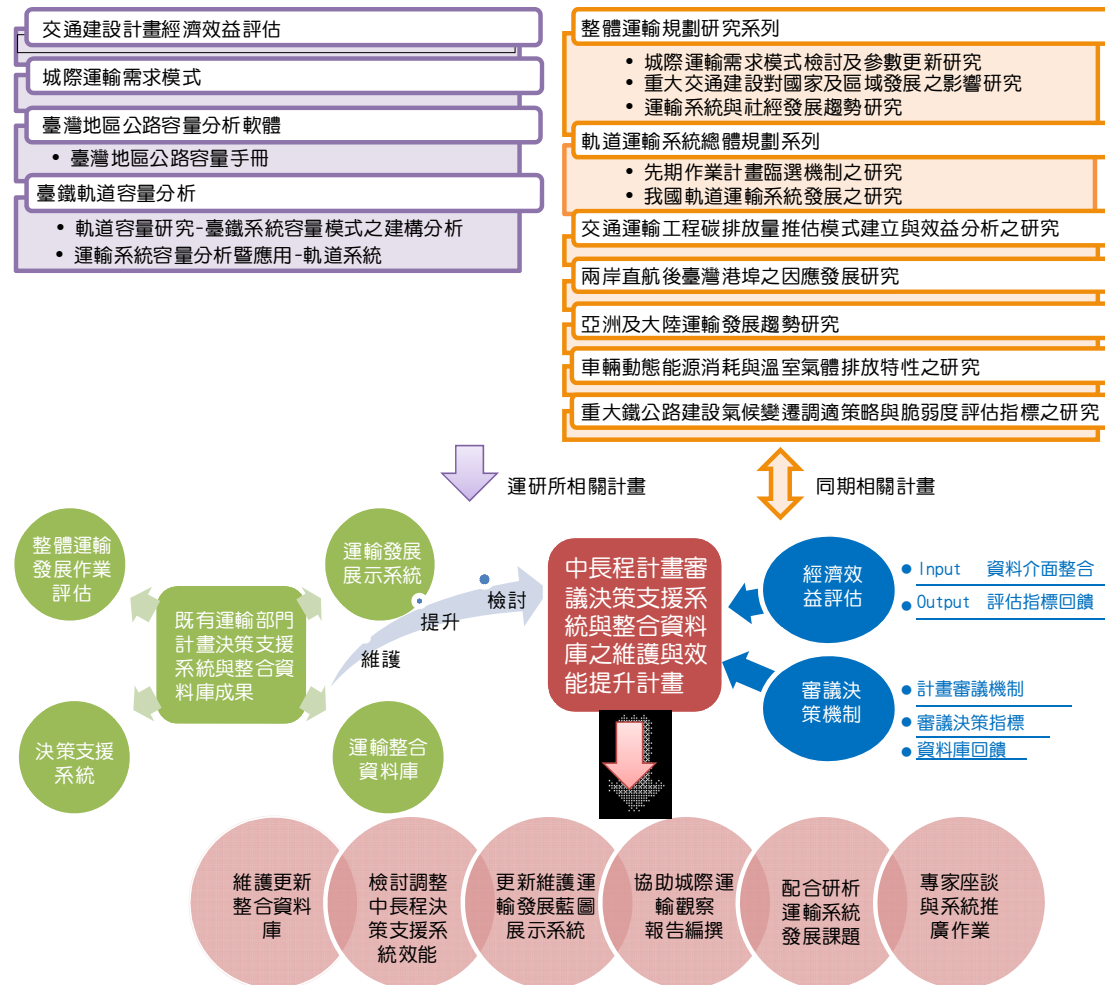 交通建設計畫經濟效益評估
城際運輸需求模式
臺灣地區公路容量分析軟體
• 臺灣地區公路容量手冊
臺鐵軌道容量分析
• 軌道容量研究-臺鐵系統容量模式之建構分析
• 運輸系統容量分析暨應用-軌道系統
整體運輸規劃研究系列
• 城際運輸需求模式檢討及參數更新研究
• 重大交通建設對國家及區域發展之影響研究
• 運輸系統與社經發展趨勢研究
軌道運輸系統總體規劃系列
• 先期作業計畫臨選機制之研究
• 我國軌道運輸系統發展之研究
交通運輸工程碳排放量推估模式建立與效益分析之研究
兩岸直航後臺灣港埠之因應發展研究
亞洲及大陸運輸發展趨勢研究
車輛動態能源消耗與溫室氣體排放特性之研究
重大鐵公路建設氣候變遷調適策略與脆弱度評估指標之研究
運研所相關計畫
同期相關計畫
整體運輸
發展作業
評估
運輸發展
展示系統
既有運輸部門
計畫決策支援
系統與整合資
料庫成果
決策支援
系統
運輸整合
資料庫
維護
提升
檢討
中長程計畫審
議決策支援系
統與整合資料
庫之維護與效
能提升計畫
經濟效
益評估
• Input 資料介面整合
• Output 評估指標回饋
審議決
策機制
• 計畫審議機制
• 審議決策指標
• 資料庫回饋
維護更新
整合資料
庫
檢討調整
中長程決
策支援系
統效能
更新維護運
輸發展藍圖
展示系統
協助城際運
輸觀察
報告編撰
配合研析
運輸系統
發展課題
專家座談
與系統推
廣作業